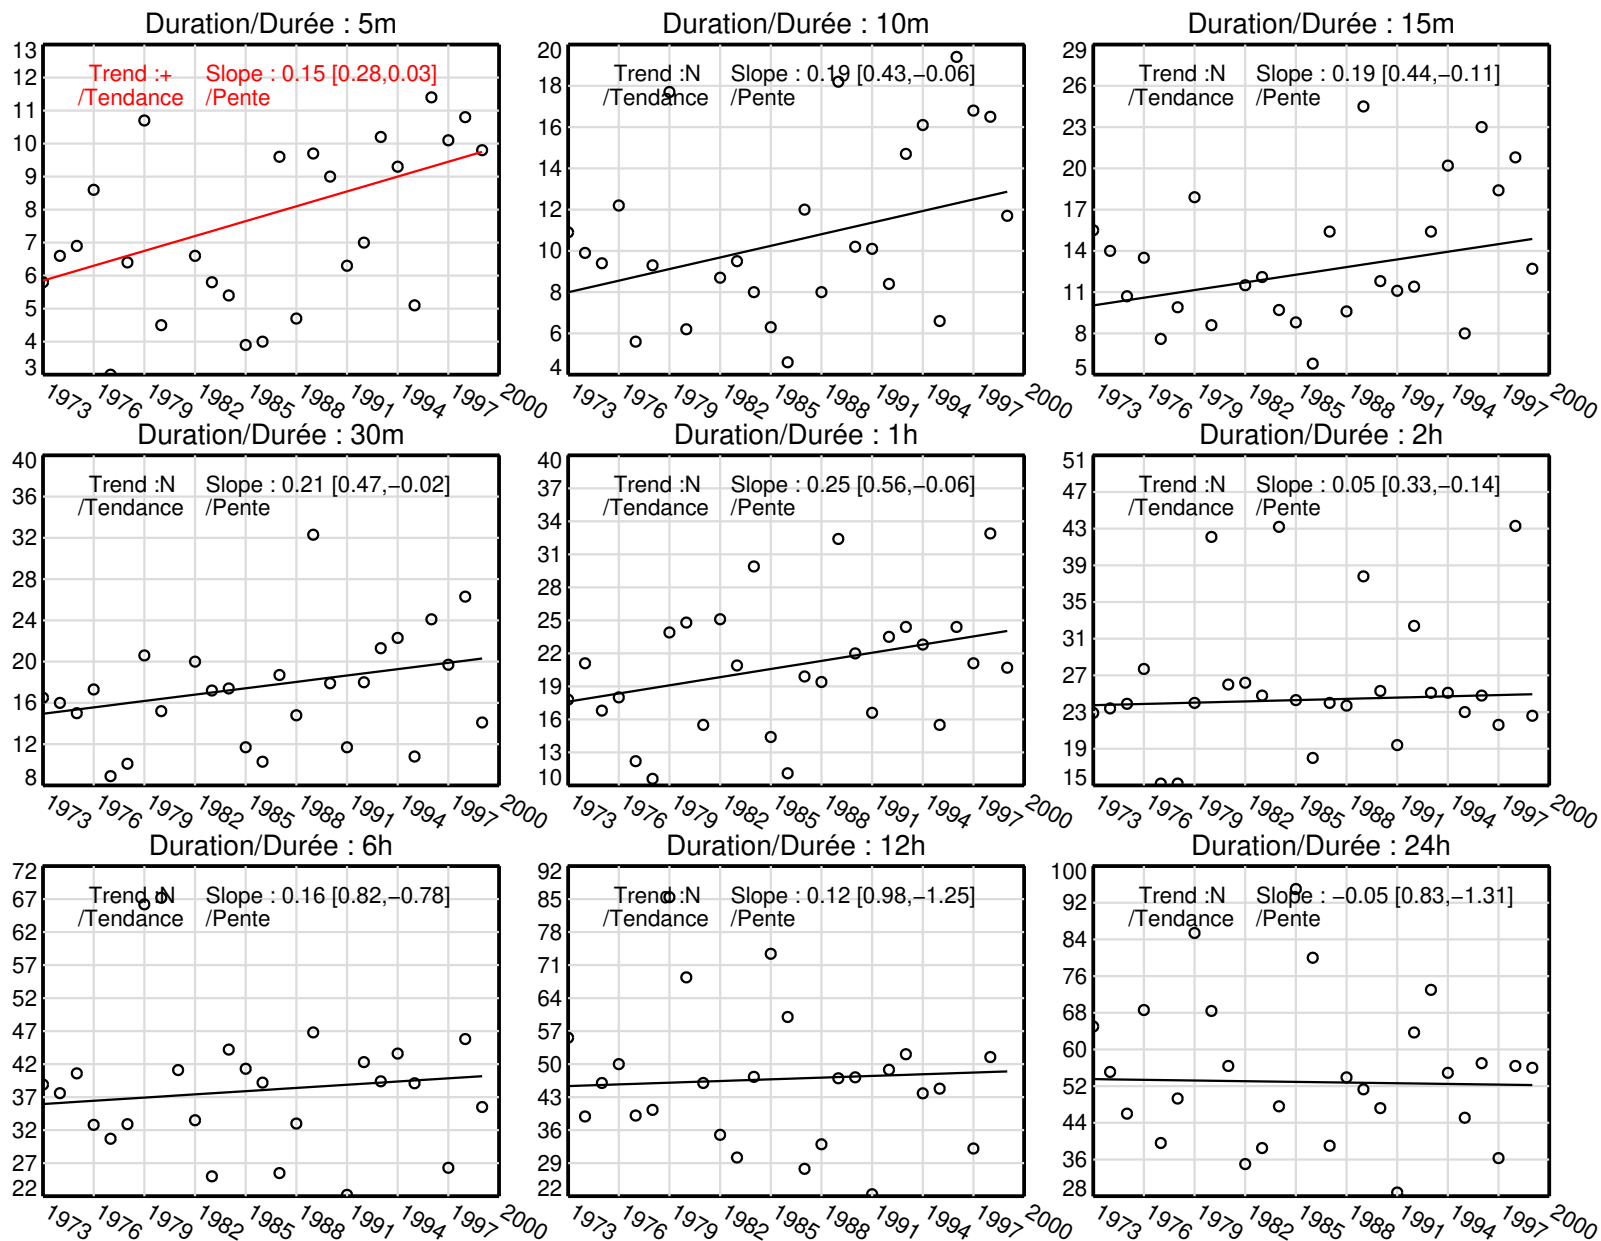 Duration/Durée : 5m
13
12
11
10
9
8
7
6
5
4
3
Trend :+ Slope : 0.15 [0.28,0.03]
/Tendance /Pente
1973 1976 1979 1982 1985 1988 1991 1994 1997 2000
Duration/Durée : 10m
20
18
16
14
12
10
8
6
4
Trend :N Slope : 0.19 [0.43,−0.06]
/Tendance /Pente
1973 1976 1979 1982 1985 1988 1991 1994 1997 2000
Duration/Durée : 15m
29
26
23
20
17
14
11
8
5
Trend :N Slope : 0.19 [0.44,−0.11]
/Tendance /Pente
1973 1976 1979 1982 1985 1988 1991 1994 1997 2000
Duration/Durée : 30m
40
36
32
28
24
20
16
12
8
Trend :N Slope : 0.21 [0.47,−0.02]
/Tendance /Pente
1973 1976 1979 1982 1985 1988 1991 1994 1997 2000
Duration/Durée : 1h
40
37
34
31
28
25
22
19
16
13
10
Trend :N Slope : 0.25 [0.56,−0.06]
/Tendance /Pente
1973 1976 1979 1982 1985 1988 1991 1994 1997 2000
Duration/Durée : 2h
51
47
43
39
35
31
27
23
19
15
Trend :N Slope : 0.05 [0.33,−0.14]
/Tendance /Pente
1973 1976 1979 1982 1985 1988 1991 1994 1997 2000
Duration/Durée : 6h
72
67
62
57
52
47
42
37
32
27
22
Trend :N Slope : 0.16 [0.82,−0.78]
/Tendance /Pente
1973 1976 1979 1982 1985 1988 1991 1994 1997 2000
Duration/Durée : 12h
92
85
78
71
64
57
50
43
36
29
22
Trend :N Slope : 0.12 [0.98,−1.25]
/Tendance /Pente
1973 1976 1979 1982 1985 1988 1991 1994 1997 2000
Duration/Durée : 24h
100
92
84
76
68
60
52
44
36
28
Trend :N Slope : −0.05 [0.83,−1.31]
/Tendance /Pente
1973 1976 1979 1982 1985 1988 1991 1994 1997 2000